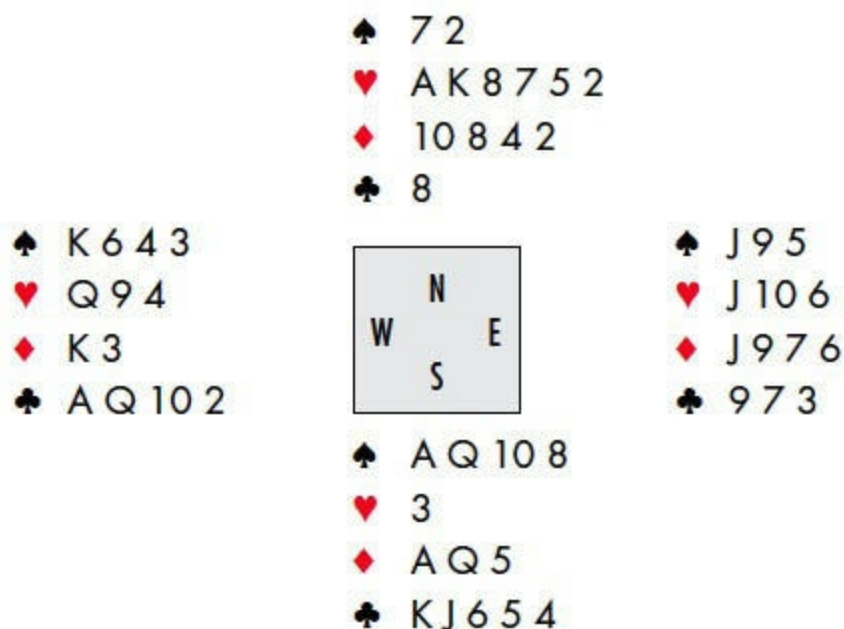 ♠ 7 2
♥ A K 8 7 5 2
♦ 10 8 4 2
♣ 8
♠ K 6 4 3
♥ Q 9 4
♦ K 3
♣ A Q 10 2
N
W E
S
♠ J 9 5
♥ J 10 6
♦ J 9 7 6
♣ 9 7 3
♠ A Q 10 8
♥ 3
♦ A Q 5
♣ K J 6 5 4